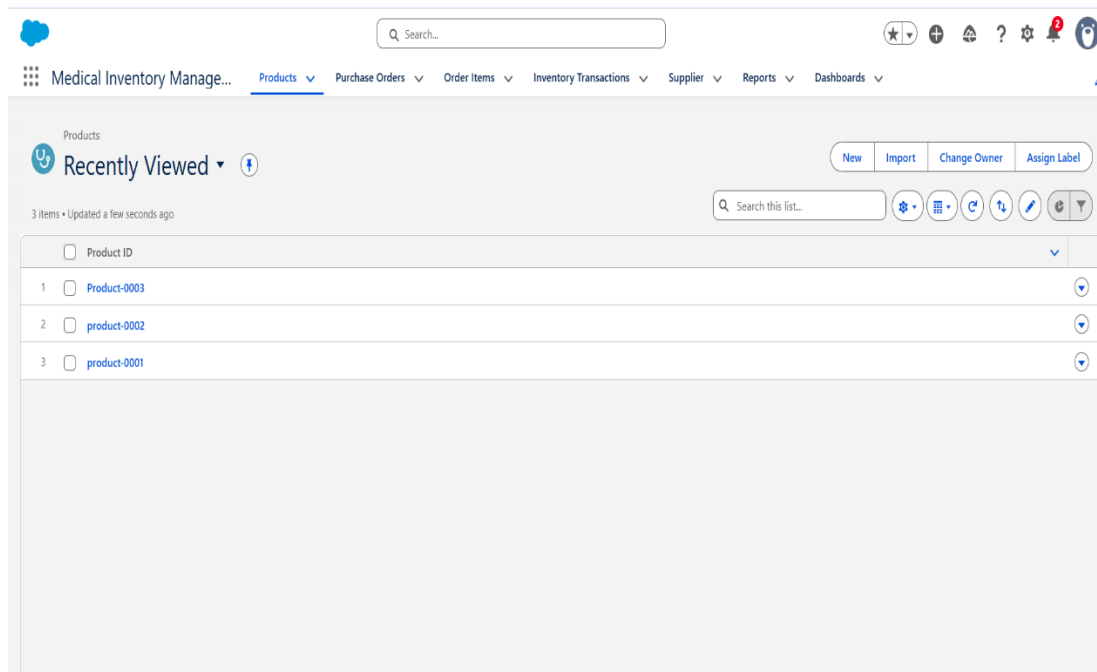 Search...
2
Medical Inventory Manage... Products Purchase Orders Order Items Inventory Transactions Supplier Reports Dashboards
Products
Recently Viewed
New Import Change Owner Assign Label
3 items • Updated a few seconds ago
Search this list...
Product ID
1 Product-0003
2 product-0002
3 product-0001